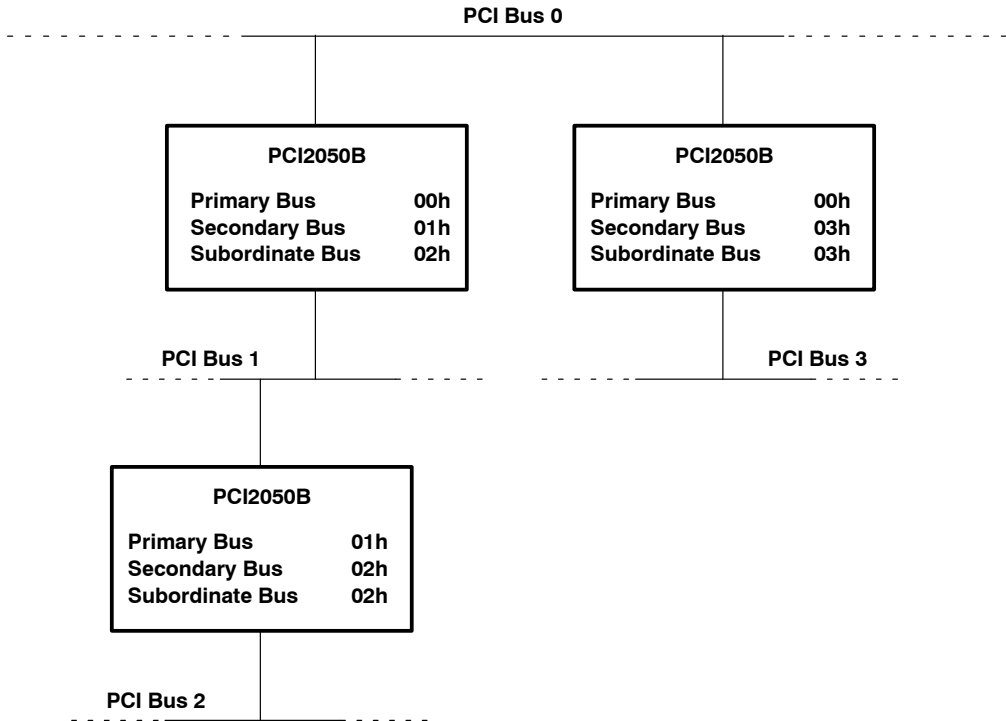 PCI Bus 0
PCI2050B
Primary Bus 00h
Secondary Bus 01h
Subordinate Bus 02h
PCI2050B
Primary Bus 00h
Secondary Bus 03h
Subordinate Bus 03h
PCI Bus 1
PCI Bus 3
PCI2050B
Primary Bus 01h
Secondary Bus 02h
Subordinate Bus 02h
PCI Bus 2